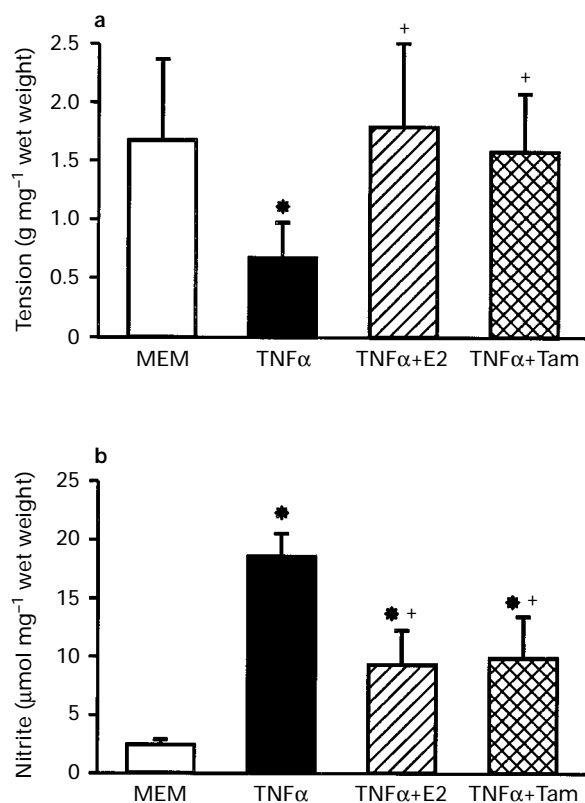 a
Tension (g mg⁻¹ wet weight)
2.5
2.0
1.5
1.0
0.5
0
+
+
*
MEM
TNFα
TNFα+E2
TNFα+Tam
b
Nitrite (μmol mg⁻¹ wet weight)
25
20
15
10
5
0
*
* +
* +
MEM
TNFα
TNFα+E2
TNFα+Tam